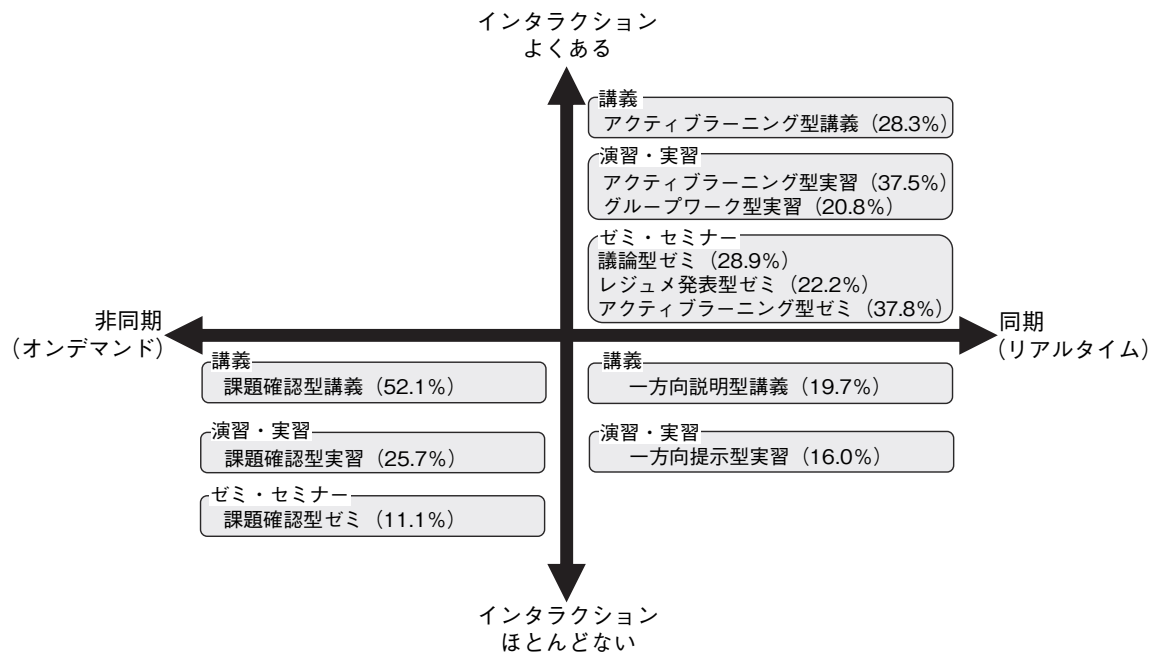 インタラクション
よくある
講義
アクティブラーニング型講義（28.3%）
演習・実習
アクティブラーニング型実習（37.5%）
グループワーク型実習（20.8%）
ゼミ・セミナー
議論型ゼミ（28.9%）
レジュメ発表型ゼミ（22.2%）
アクティブラーニング型ゼミ（37.8%）
非同期
（オンデマンド）
同期
（リアルタイム）
講義
課題確認型講義（52.1%）
演習・実習
課題確認型実習（25.7%）
ゼミ・セミナー
課題確認型ゼミ（11.1%）
講義
一方向説明型講義（19.7%）
演習・実習
一方向提示型実習（16.0%）
インタラクション
ほとんどない